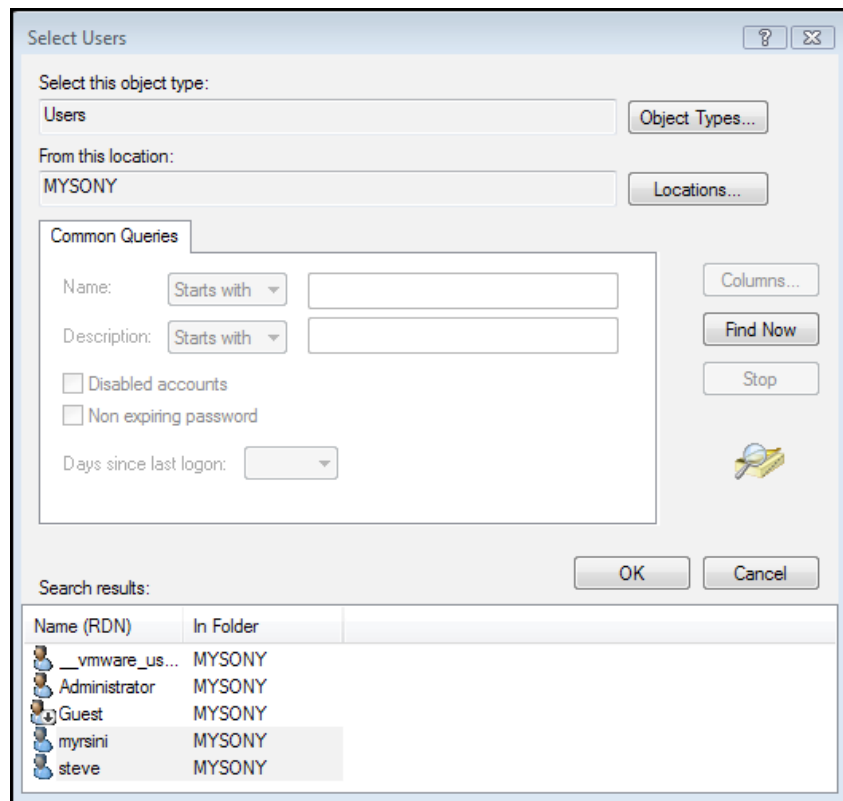 Select Users
Select this object type:
Users
Object Types...
From this location:
MYSONY
Locations...
Common Queries
Name:
Starts with
Columns...
Description:
Starts with
Find Now
Disabled accounts
Stop
Non expiring password
Days since last logon:
OK
Cancel
Search results:
Name (RDN) In Folder
__vmware_us... MYSONY
Administrator MYSONY
Guest MYSONY
myrsini MYSONY
steve MYSONY